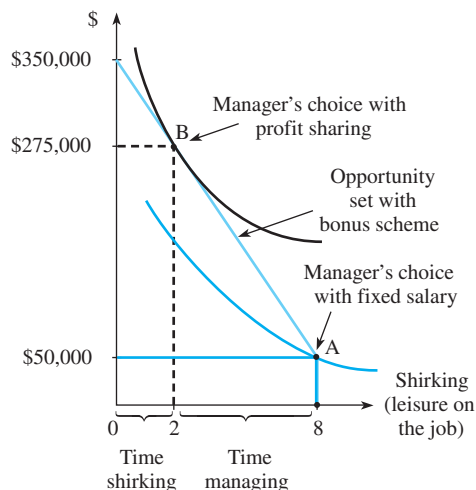 $
$350,000
Manager's choice with
profit sharing
B
$275,000
Opportunity
set with
bonus scheme
Manager's choice
with fixed salary
A
$50,000
Shirking
(leisure on
the job)
0 2 8
Time Time
shirking managing